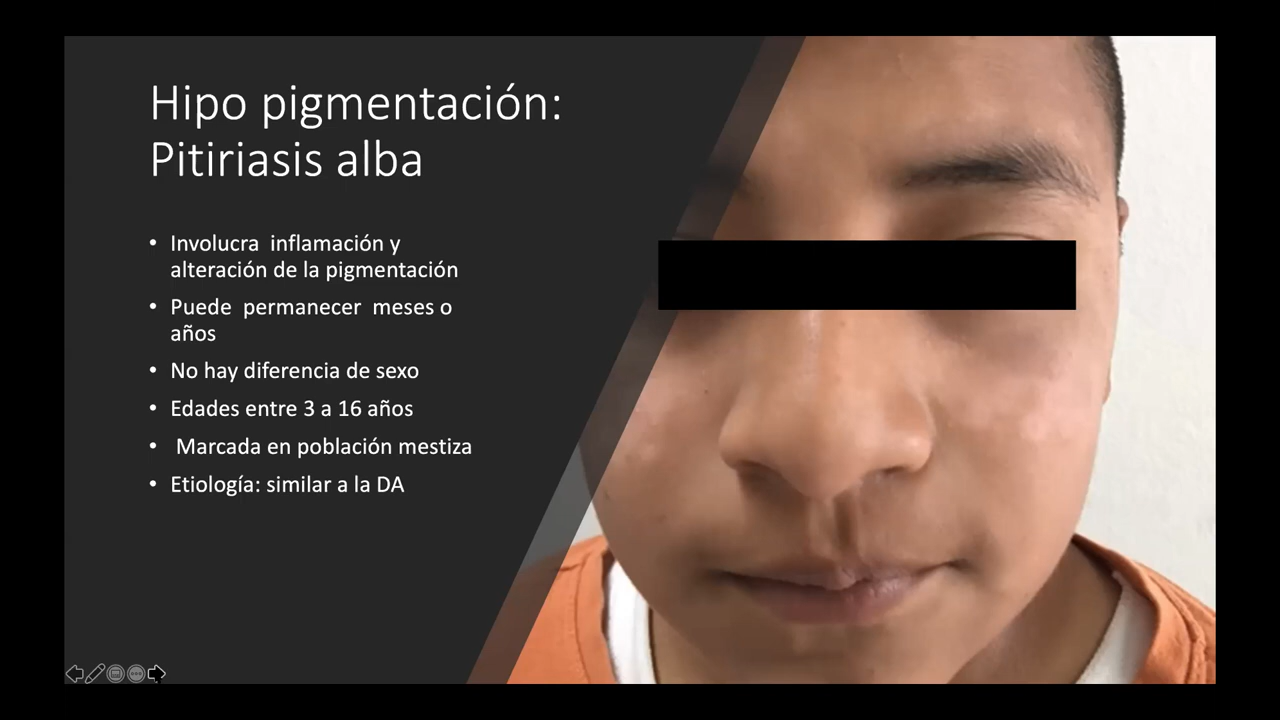 Hipo pigmentación:
Pitiriasis alba
• Involucra inflamación y
alteración de la pigmentación
• Puede permanecer meses o
años
• No hay diferencia de sexo
• Edades entre 3 a 16 años
• Marcada en población mestiza
• Etiología: similar a la DA